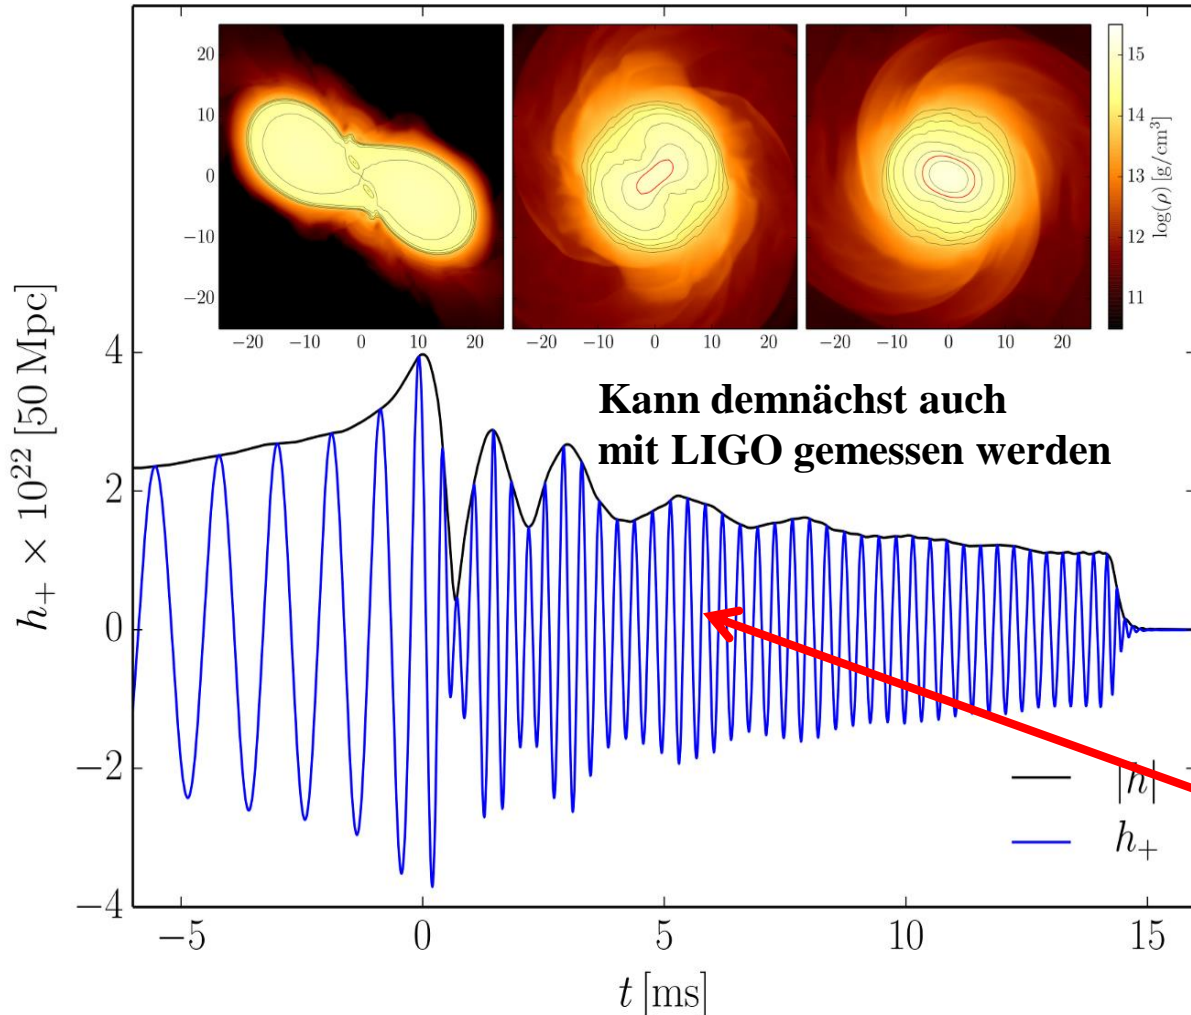 20
10
0
−10
−20
−20 −10 0 10 20
−20 −10 0 10 20
−20 −10 0 10 20
15
14
13
12
11
log(ρ) [g/cm³]
Kann demnächst auch
mit LIGO gemessen werden
h₊ × 10²² [50 Mpc]
4
2
0
−2
−4
|h|
h₊
−5 0 5 10 15
t [ms]